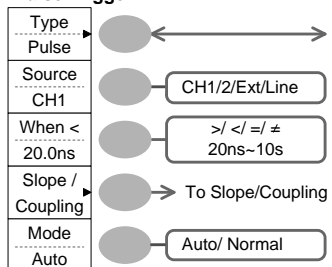 Type
Pulse
Source
CH1
CH1/2/Ext/Line
When <
20.0ns
>/ </ =/ ≠
20ns~10s
Slope /
Coupling
To Slope/Coupling
Mode
Auto
Auto/ Normal